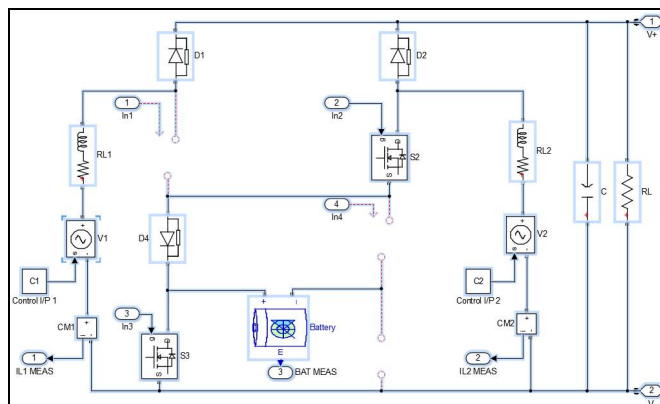 D1
D2
1
V+
1
In1
2
In2
RL1
g
D
S2
S
RL2
C
RL
4
In4
+
V1
-
s
D4
+
V2
-
s
C1
Control I/P 1
C2
Control I/P 2
+ -
Battery
E
3
In3
g
D
S3
S
CM1
+
i -
CM2
+
i -
1
IL1 MEAS
3
BAT MEAS
2
IL2 MEAS
2
V-